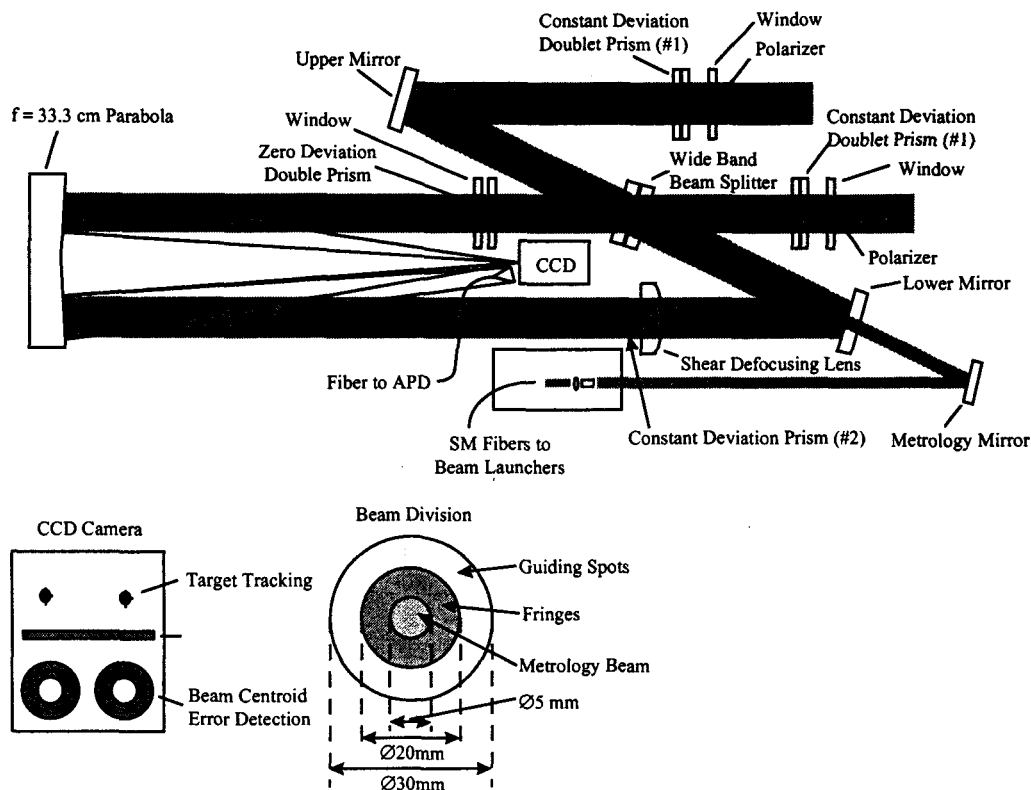 Constant Deviation
Doublet Prism (#1)
Window
Polarizer
Upper Mirror
f = 33.3 cm Parabola
Window
Zero Deviation
Double Prism
Wide Band
Beam Splitter
Constant Deviation
Doublet Prism (#1)
Window
Polarizer
CCD
Lower Mirror
Shear Defocusing Lens
Fiber to APD
SM Fibers to
Beam Launchers
Constant Deviation Prism (#2)
Metrology Mirror
CCD Camera
Target Tracking
Beam Centroid
Error Detection
Beam Division
Guiding Spots
Fringes
Metrology Beam
Ø5 mm
Ø20mm
Ø30mm